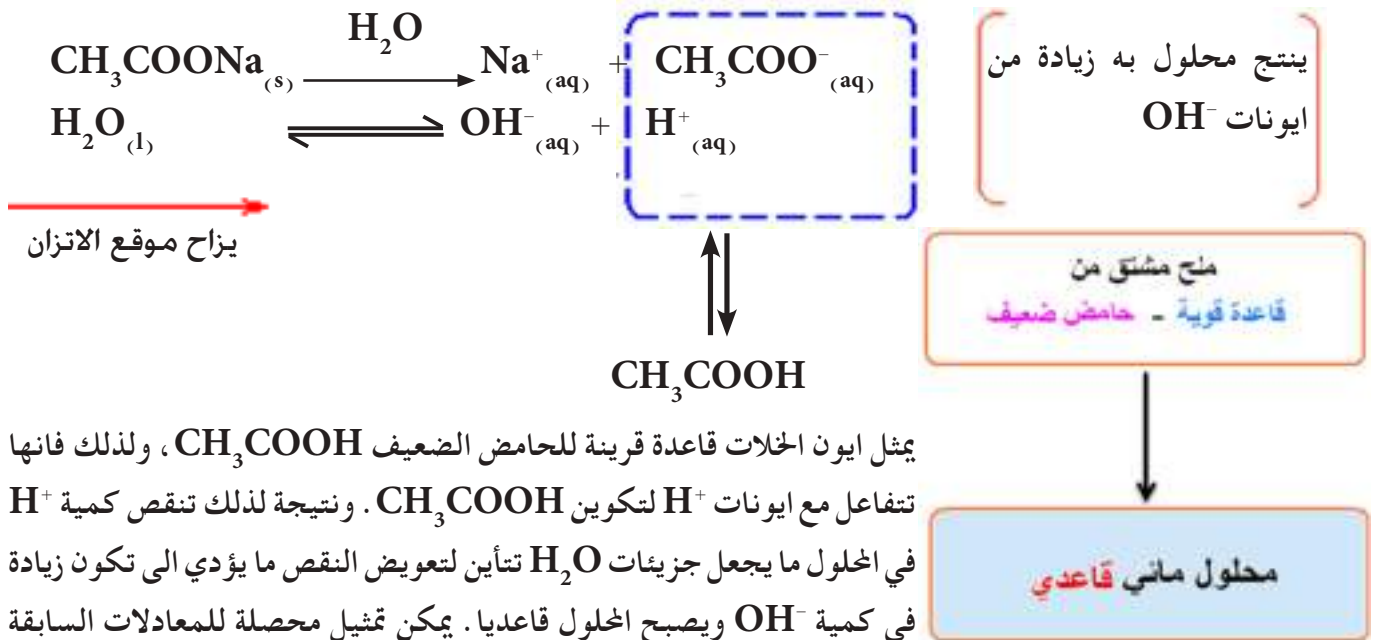 CH₃COONa₍ₛ₎ H₂O Na⁺₍aq₎ + CH₃COO⁻₍aq₎
H₂O₍l₎ OH⁻₍aq₎ + H⁺₍aq₎
ينتج محلول به زيادة من
ايونات OH⁻
يزاح موقع الاتزان
CH₃COOH
ملح مشتق من
قاعدة قوية - حامض ضعيف
محلول مائي قاعدي
يمثل ايون الخلات قاعدة قرينة للحامض الضعيف CH₃COOH، ولذلك فانها
تتفاعل مع ايونات H⁺ لتكوين CH₃COOH. ونتيجة لذلك تنقص كمية H⁺
في المحلول ما يجعل جزيئات H₂O تتأين لتعويض النقص ما يؤدي الى تكون زيادة
في كمية OH⁻ ويصبح المحلول قاعديا. يمكن تمثيل محصلة للمعادلات السابقة